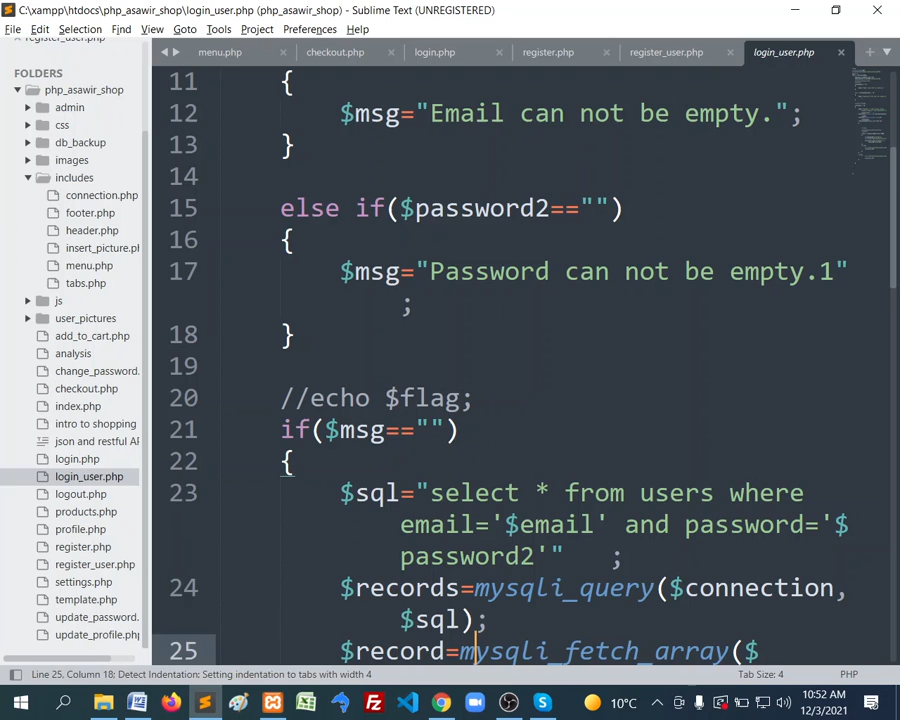 C:\xampp\htdocs\php_asawir_shop\login_user.php (php_asawir_shop) - Sublime Text (UNREGISTERED)
File Edit Selection Find View Goto Tools Project Preferences Help
register_user.php
menu.php
checkout.php
login.php
register.php
register_user.php
login_user.php
FOLDERS
php_asawir_shop
admin
css
db_backup
images
includes
connection.php
footer.php
header.php
insert_picture.ph
menu.php
tabs.php
js
user_pictures
add_to_cart.php
analysis
change_password.
checkout.php
index.php
intro to shopping
json and restful AP
login.php
login_user.php
logout.php
products.php
profile.php
register.php
register_user.php
settings.php
template.php
update_password.
update_profile.php
11 {
12 $msg="Email can not be empty.";
13 }
14
15 else if($password2=="")
16 {
17 $msg="Password can not be empty.1"
;
18 }
19
20 //echo $flag;
21 if($msg=="")
22 {
23 $sql="select * from users where
email='$email' and password='$
password2'" ;
24 $records=mysqli_query($connection,
$sql);
25 $record=mysqli_fetch_array($
Line 25, Column 18; Detect Indentation: Setting indentation to tabs with width 4
Tab Size: 4
PHP
10°C
10:52 AM
12/3/2021